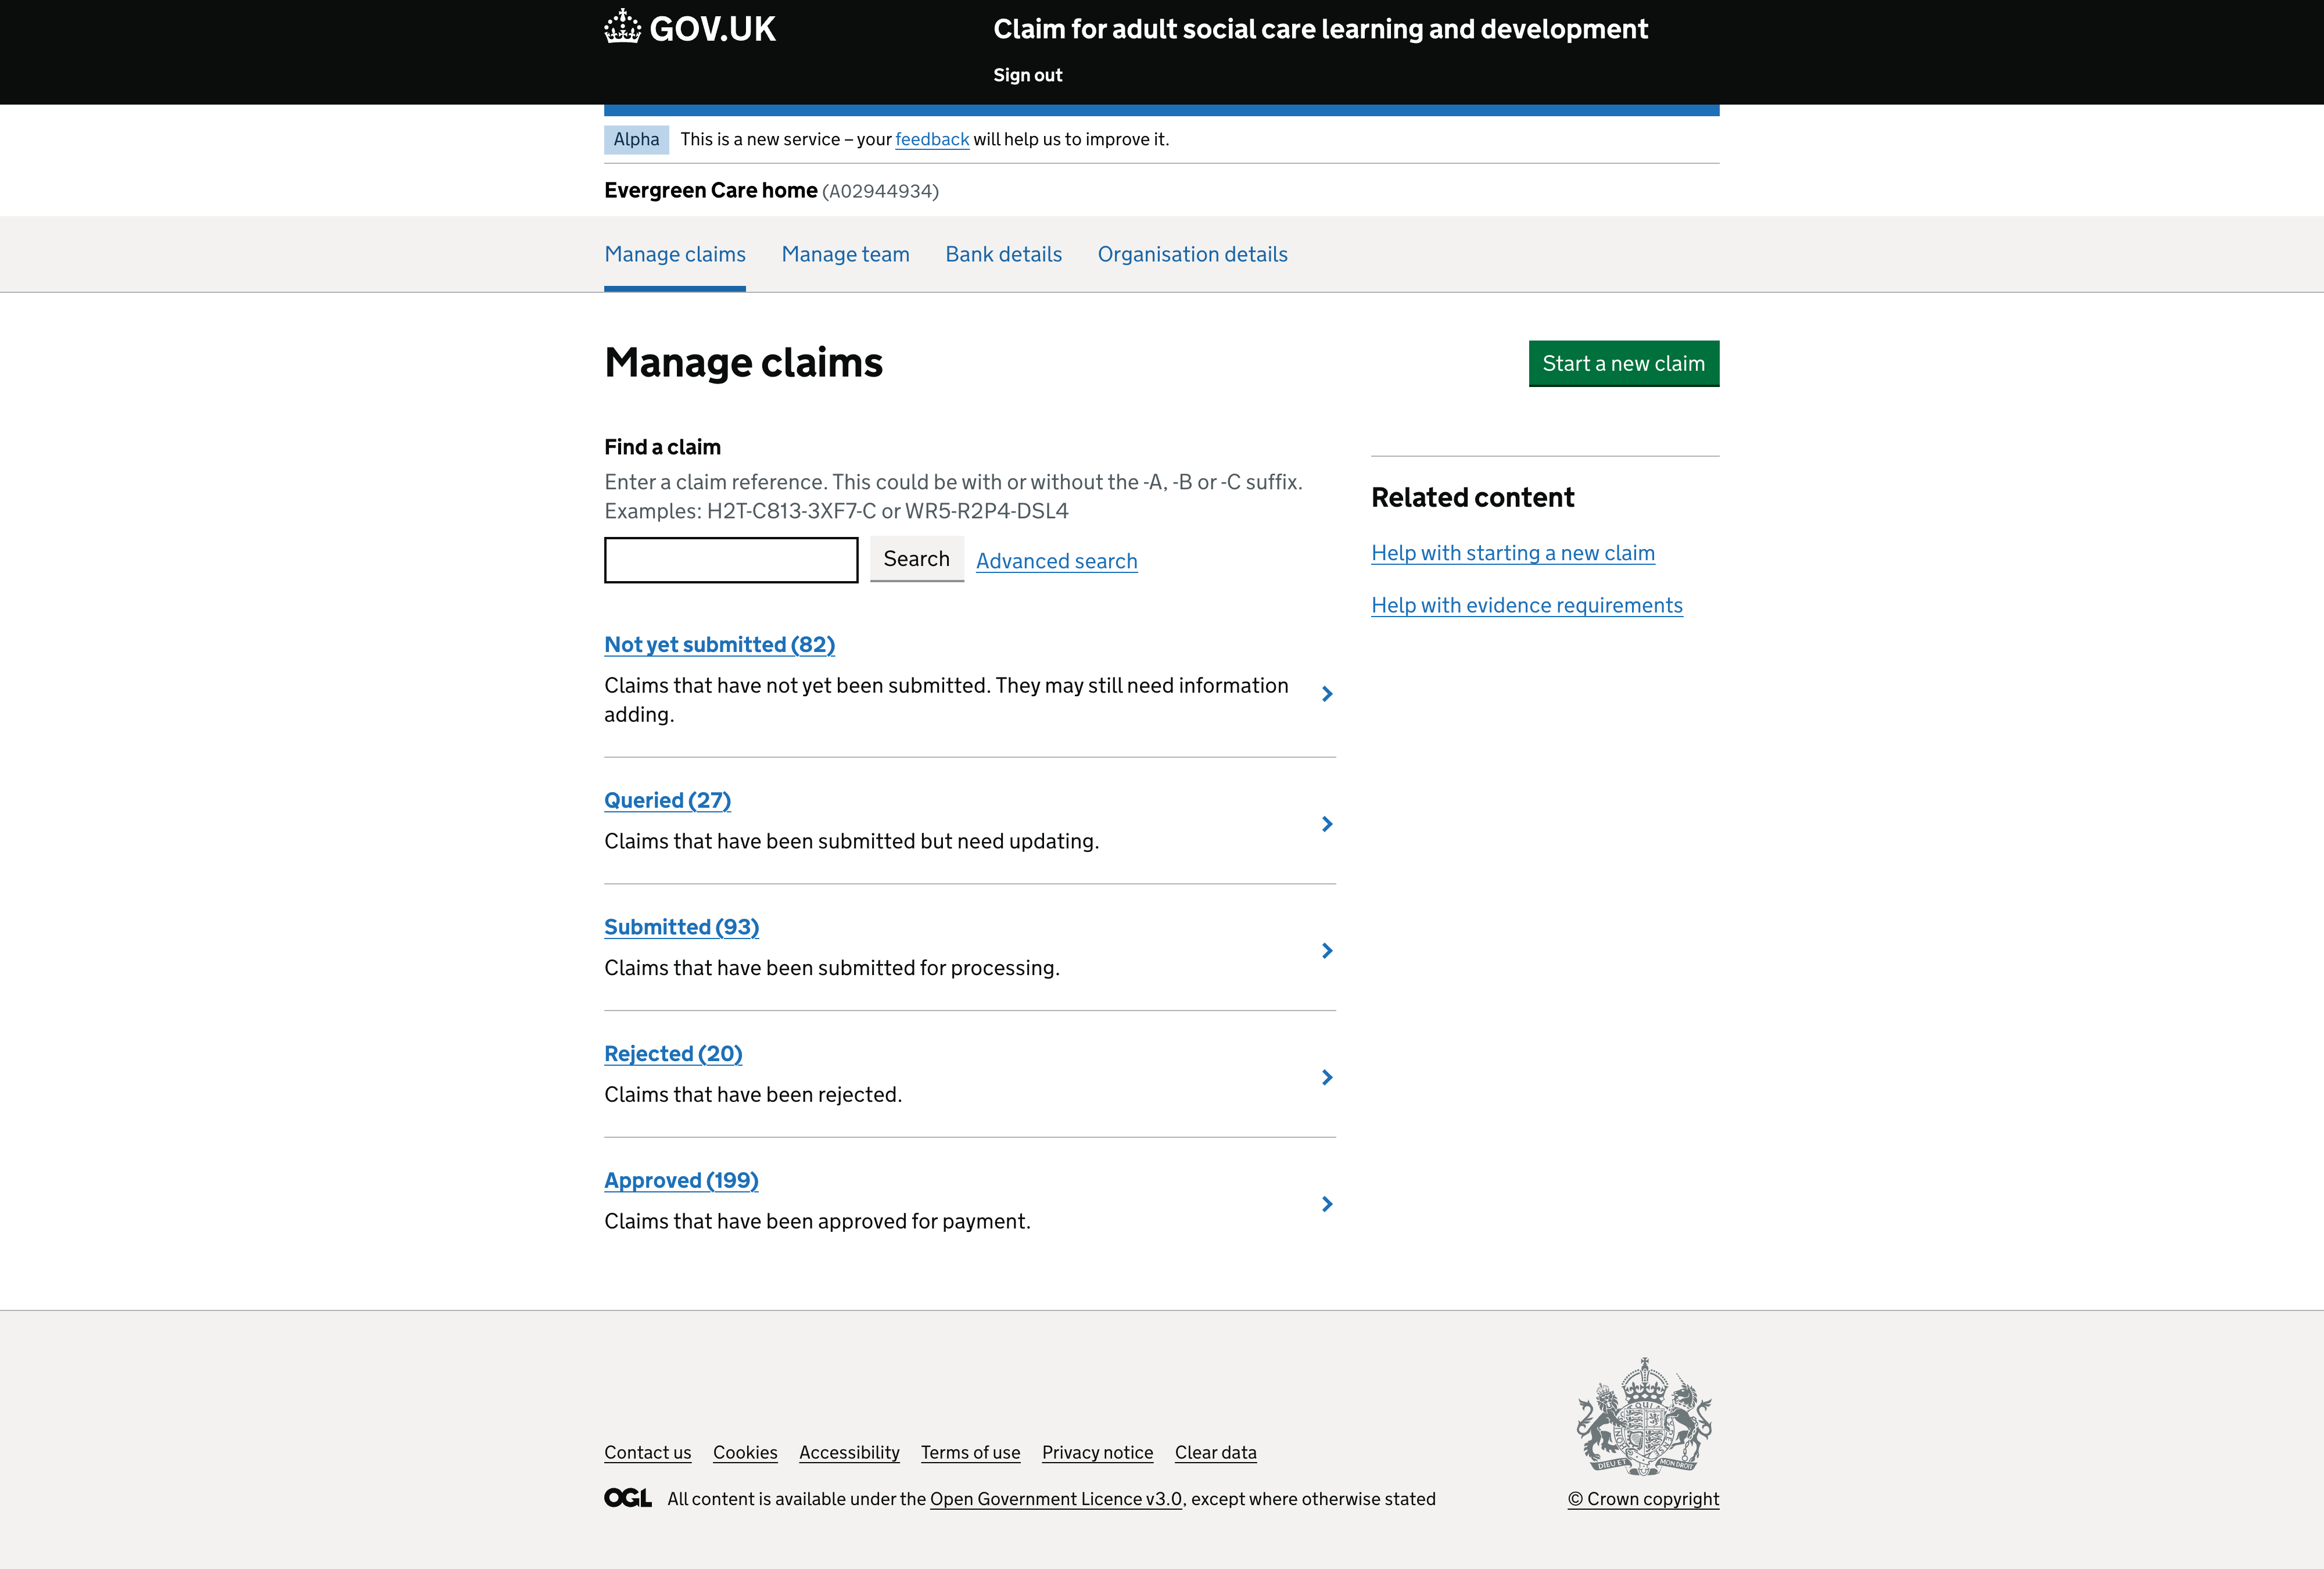 GOV.UK
Claim for adult social care learning and development
Sign out
Alpha
This is a new service – your feedback will help us to improve it.
Evergreen Care home (A02944934)
Manage claims
Manage team
Bank details
Organisation details
Manage claims
Start a new claim
Find a claim
Enter a claim reference. This could be with or without the -A, -B or -C suffix.
Examples: H2T-C813-3XF7-C or WR5-R2P4-DSL4
Search
Advanced search
Related content
Help with starting a new claim
Help with evidence requirements
Not yet submitted (82)
Claims that have not yet been submitted. They may still need information
adding.
Queried (27)
Claims that have been submitted but need updating.
Submitted (93)
Claims that have been submitted for processing.
Rejected (20)
Claims that have been rejected.
Approved (199)
Claims that have been approved for payment.
Contact us
Cookies
Accessibility
Terms of use
Privacy notice
Clear data
OGL
All content is available under the Open Government Licence v3.0, except where otherwise stated
DIEU ET MON DROIT
© Crown copyright